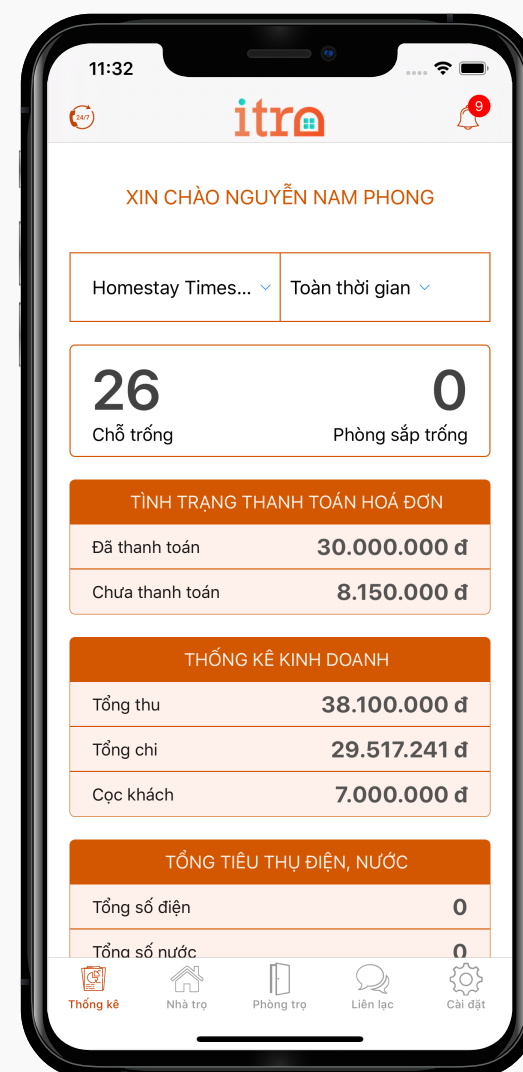 11:32
24/7
itro
9
XIN CHÀO NGUYỄN NAM PHONG
Homestay Times... Toàn thời gian
26 0
Chỗ trống Phòng sắp trống
TÌNH TRẠNG THANH TOÁN HOÁ ĐƠN
Đã thanh toán 30.000.000 đ
Chưa thanh toán 8.150.000 đ
THỐNG KÊ KINH DOANH
Tổng thu 38.100.000 đ
Tổng chi 29.517.241 đ
Cọc khách 7.000.000 đ
TỔNG TIÊU THỤ ĐIỆN, NƯỚC
Tổng số điện 0
Tổng số nước 0
Thống kê Nhà trọ Phòng trọ Liên lạc Cài đặt